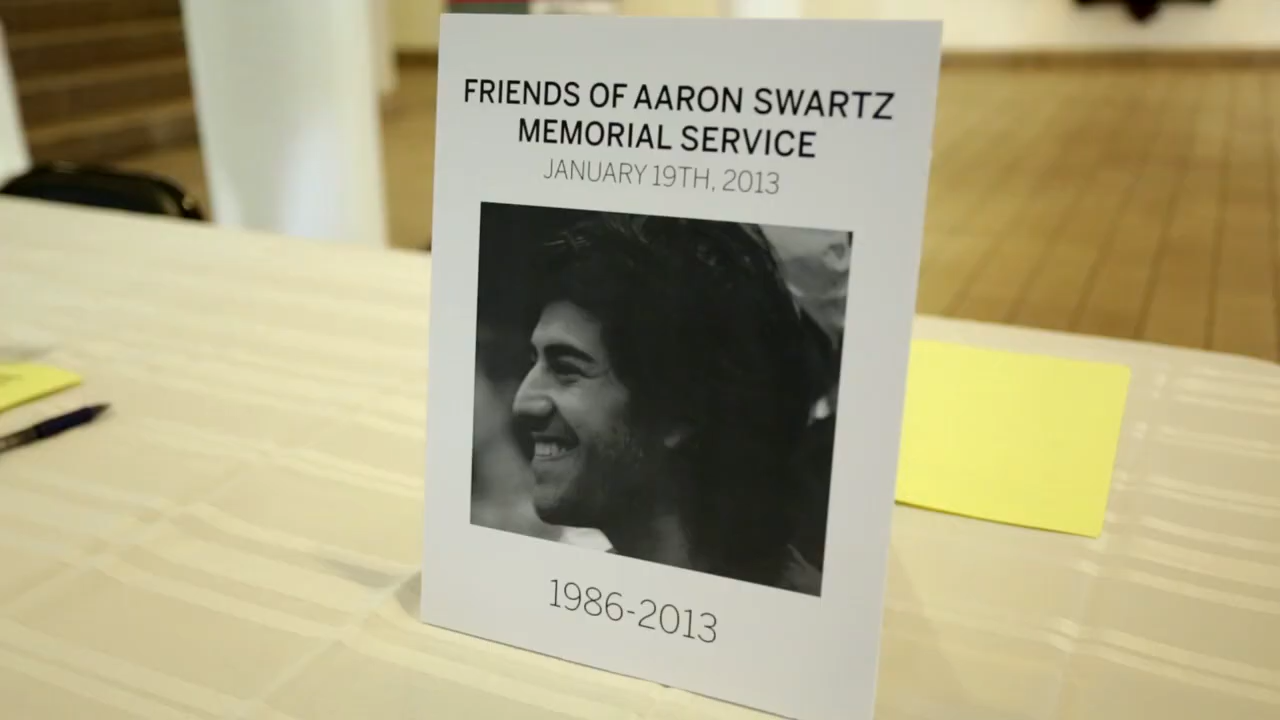 FRIENDS OF AARON SWARTZ
MEMORIAL SERVICE
JANUARY 19TH, 2013
1986-2013